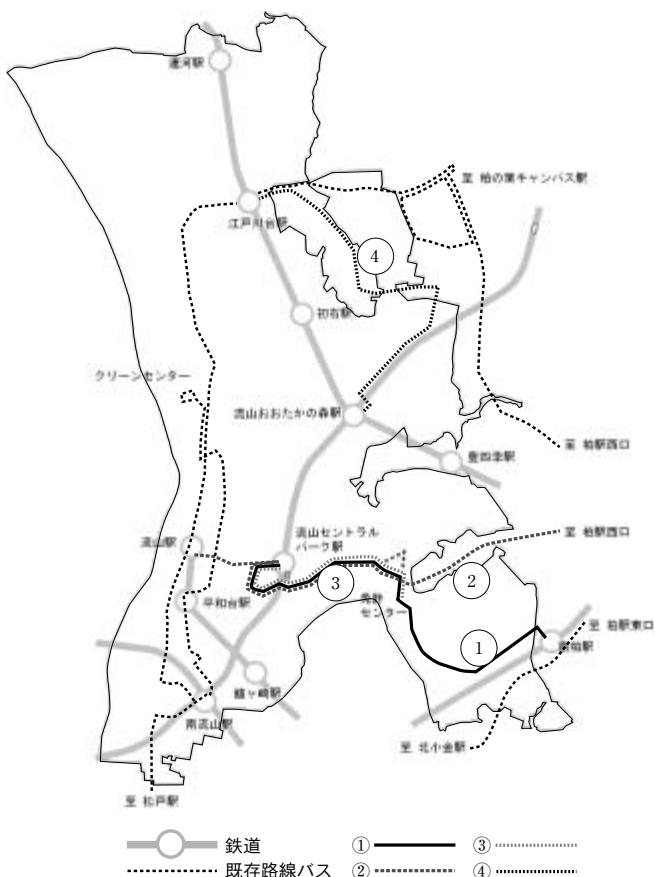 運河駅
至 柏の葉キャンパス駅
江戸川台駅
④
初石駅
クリーンセンター
流山おおたかの森駅
豊四季駅
至 柏駅西口
流山セントラル
パーク駅
流山駅
至 柏駅西口
③
②
平和台駅
センター
①
至 柏駅東口
南柏駅
鰭ヶ崎駅
南流山駅
至 北小金駅
至 松戸駅
鉄道
既存路線バス
①
②
③
④